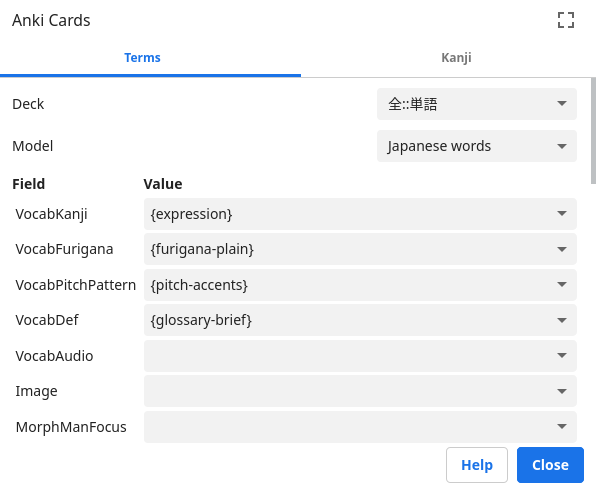 Anki Cards
Terms Kanji
Deck 全::単語
Model Japanese words
Field Value
VocabKanji {expression}
VocabFurigana {furigana-plain}
VocabPitchPattern {pitch-accents}
VocabDef {glossary-brief}
VocabAudio
Image
MorphManFocus
Help Close